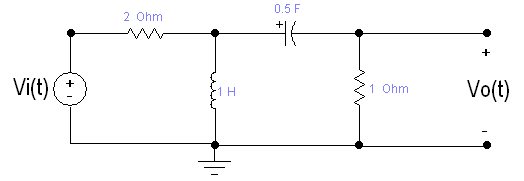 0.5 F
2 Ohm
+
Vi(t)
+
-
1 H
1 Ohm
+
Vo(t)
-